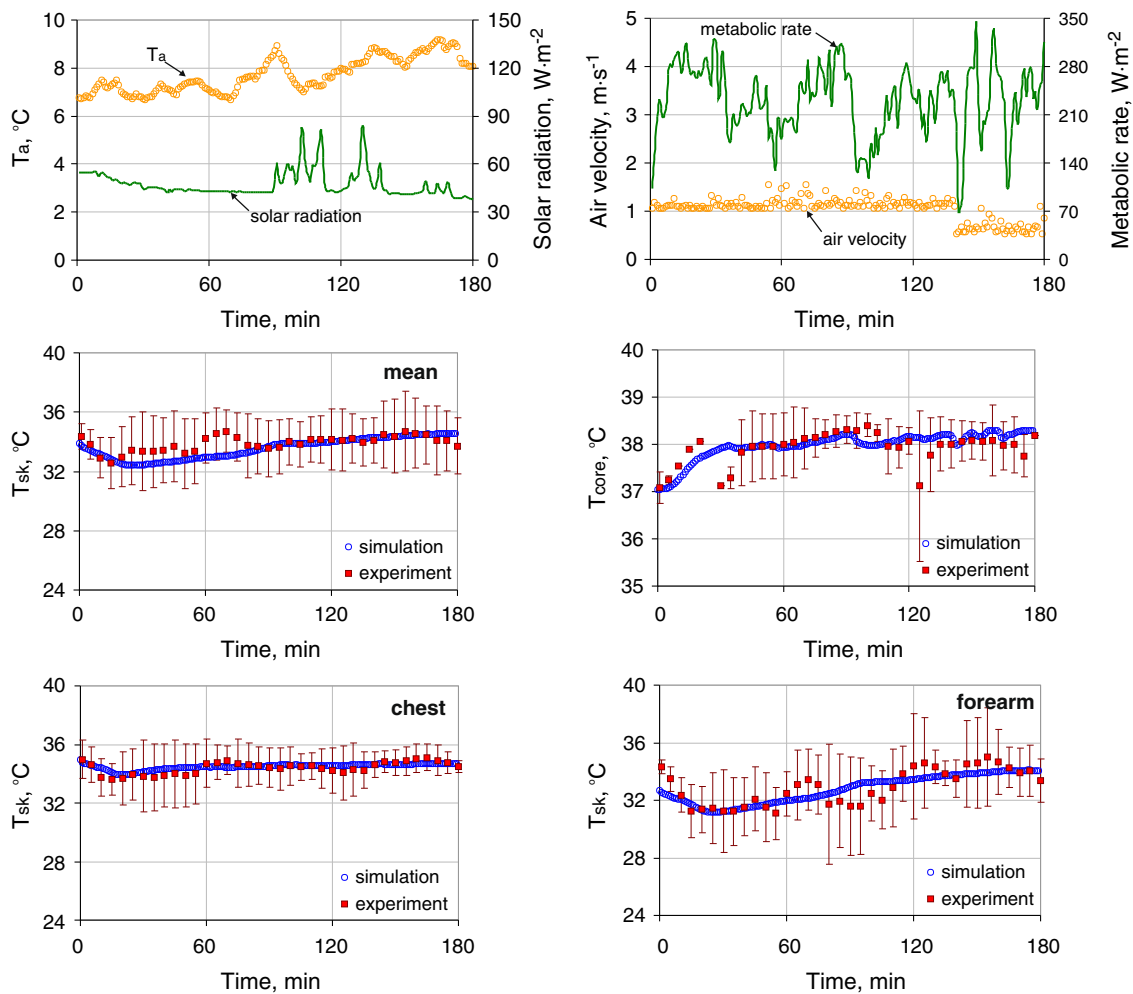 10
8
6
4
2
0
Ta, °C
Ta
solar radiation
150
120
90
60
30
0
Solar radiation, W·m-2
0
60
120
180
Time, min
5
4
3
2
1
0
Air velocity, m·s-1
metabolic rate
air velocity
350
280
210
140
70
0
Metabolic rate, W·m-2
0
60
120
180
Time, min
40
36
32
28
24
Tsk, °C
mean
simulation
experiment
0
60
120
180
Time, min
40
39
38
37
36
35
Tcore, °C
simulation
experiment
0
60
120
180
Time, min
40
36
32
28
24
Tsk, °C
chest
simulation
experiment
0
60
120
180
Time, min
40
36
32
28
24
Tsk, °C
forearm
simulation
experiment
0
60
120
180
Time, min